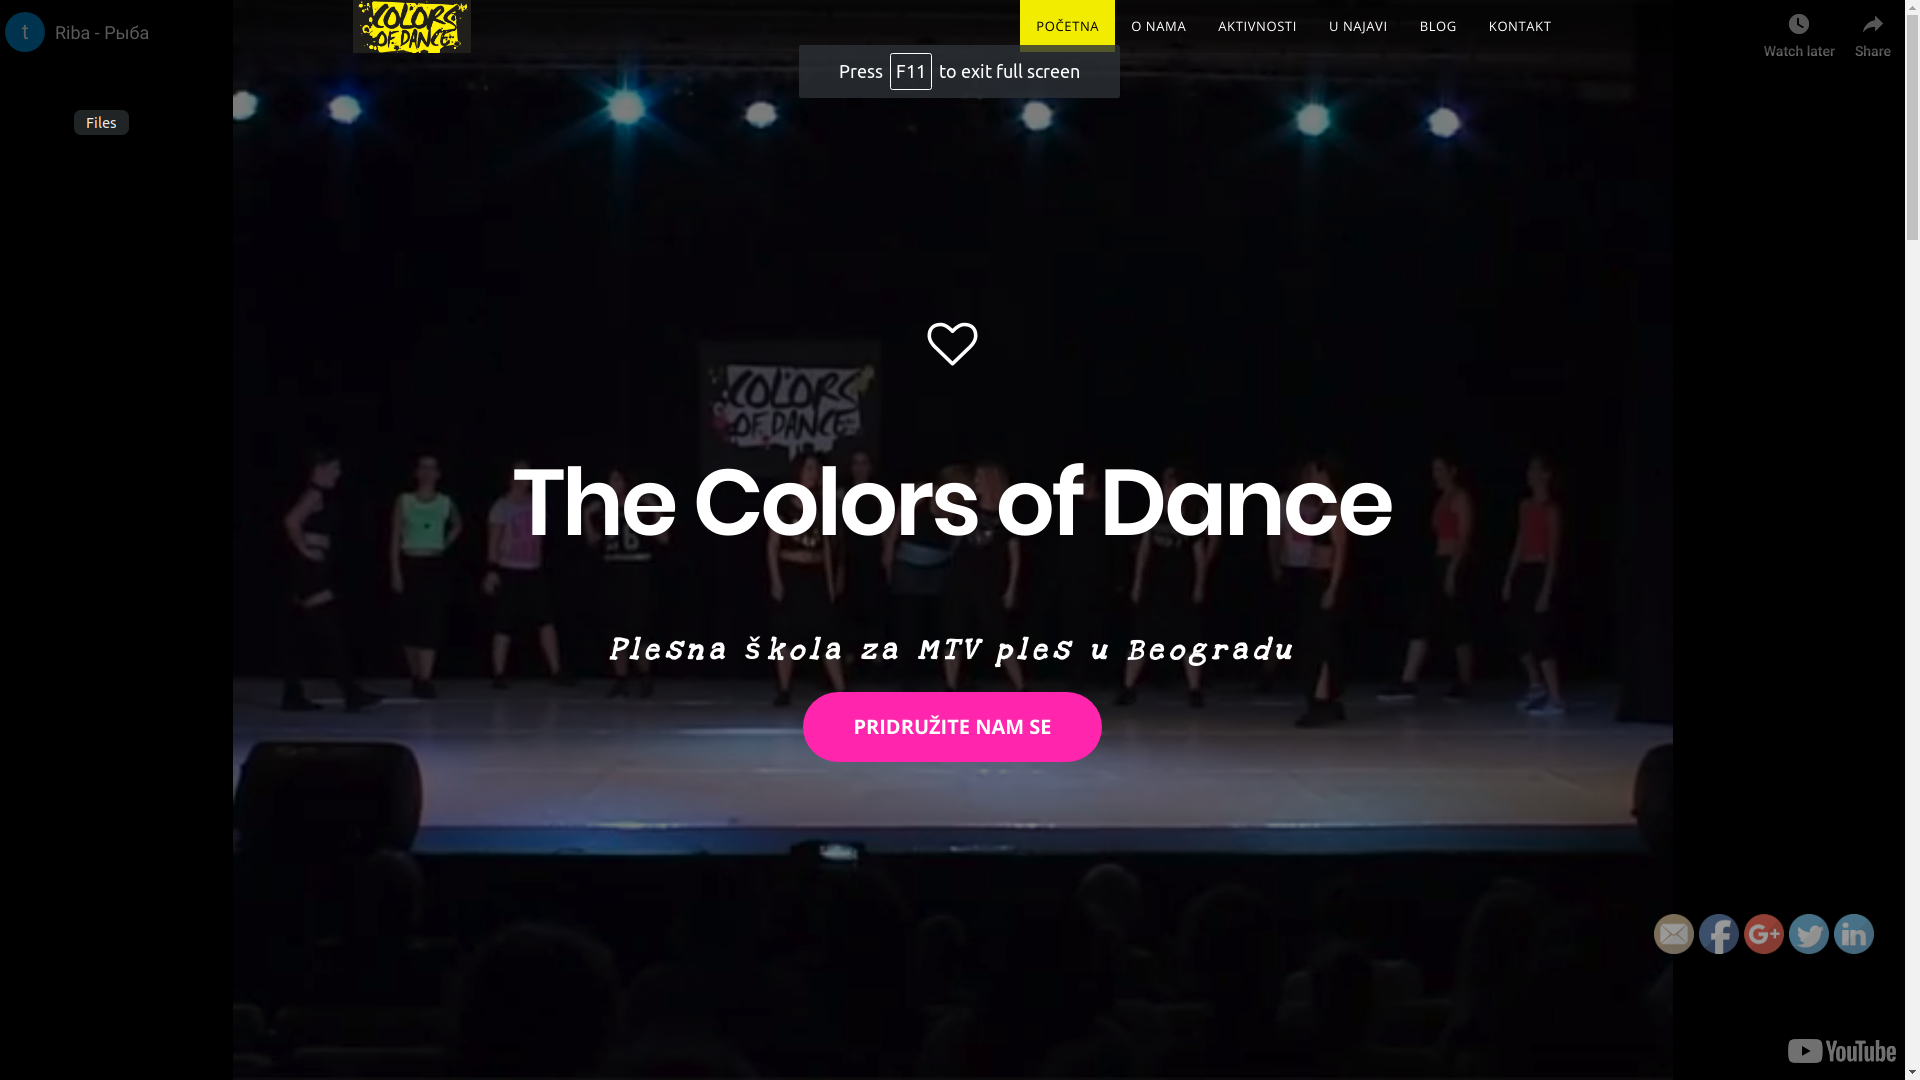 COLORS
OF DANCE
POČETNA
O NAMA
AKTIVNOSTI
U NAJAVI
BLOG
KONTAKT
t
Riba - Рыба
Watch later
Share
Press F11 to exit full screen
Files
COLORS
OF DANCE
The Colors of Dance
Plesna škola za MTV ples u Beogradu
PRIDRUŽITE NAM SE
f
G+
in
YouTube